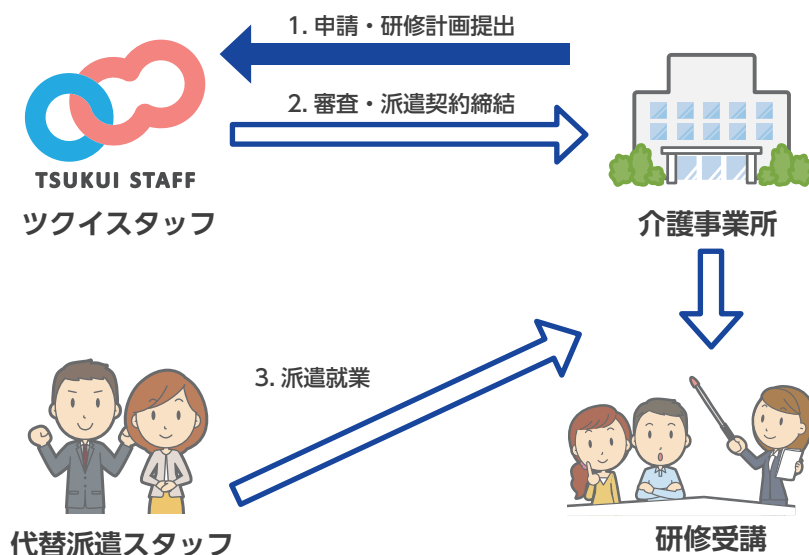 1. 申請・研修計画提出
2. 審査・派遣契約締結
TSUKUI STAFF
ツクイスタッフ
介護事業所
3. 派遣就業
代替派遣スタッフ
研修受講